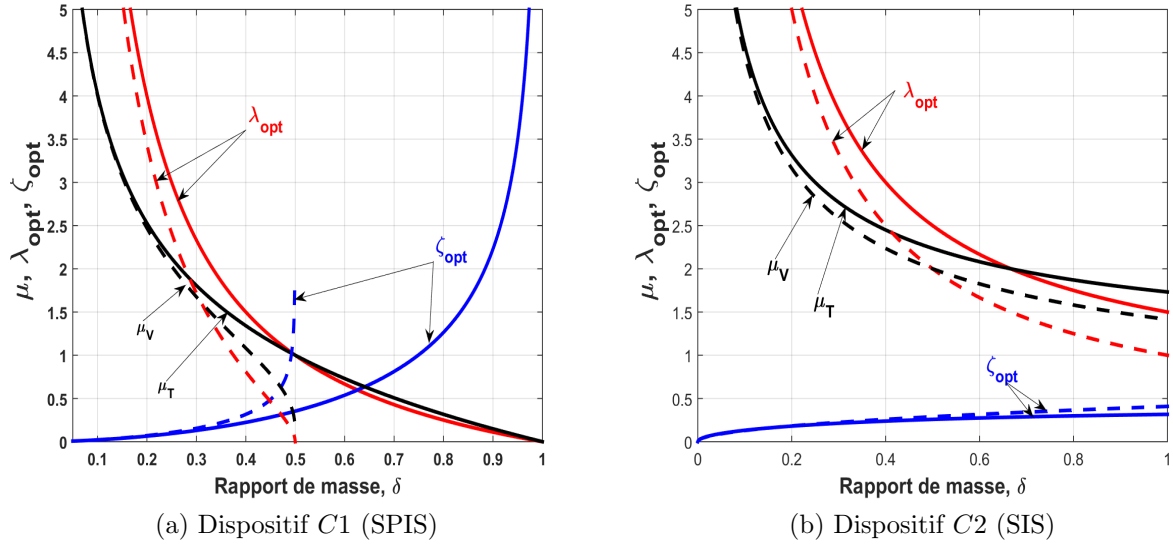 μ, λopt, ζopt
5
4.5
4
3.5
3
2.5
2
1.5
1
0.5
0
λopt
ζopt
μV
μT
0.1 0.2 0.3 0.4 0.5 0.6 0.7 0.8 0.9 1
Rapport de masse, δ
(a) Dispositif C1 (SPIS)
μ, λopt, ζopt
5
4.5
4
3.5
3
2.5
2
1.5
1
0.5
0
λopt
μV
μT
ζopt
0 0.2 0.4 0.6 0.8 1
Rapport de masse, δ
(b) Dispositif C2 (SIS)